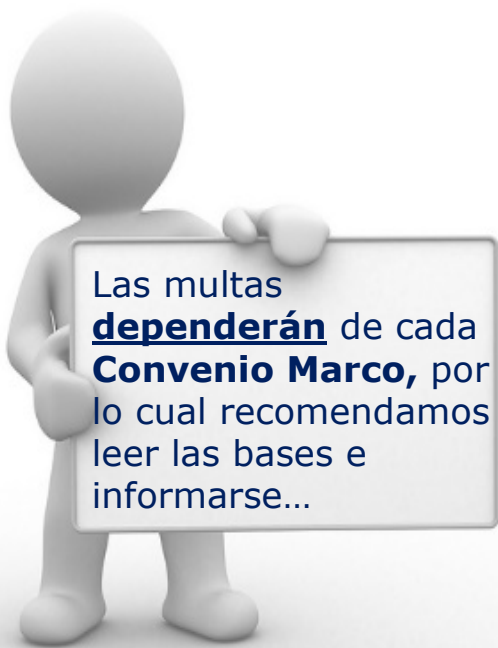 Las multas
dependerán de cada
Convenio Marco, por
lo cual recomendamos
leer las bases e
informarse…